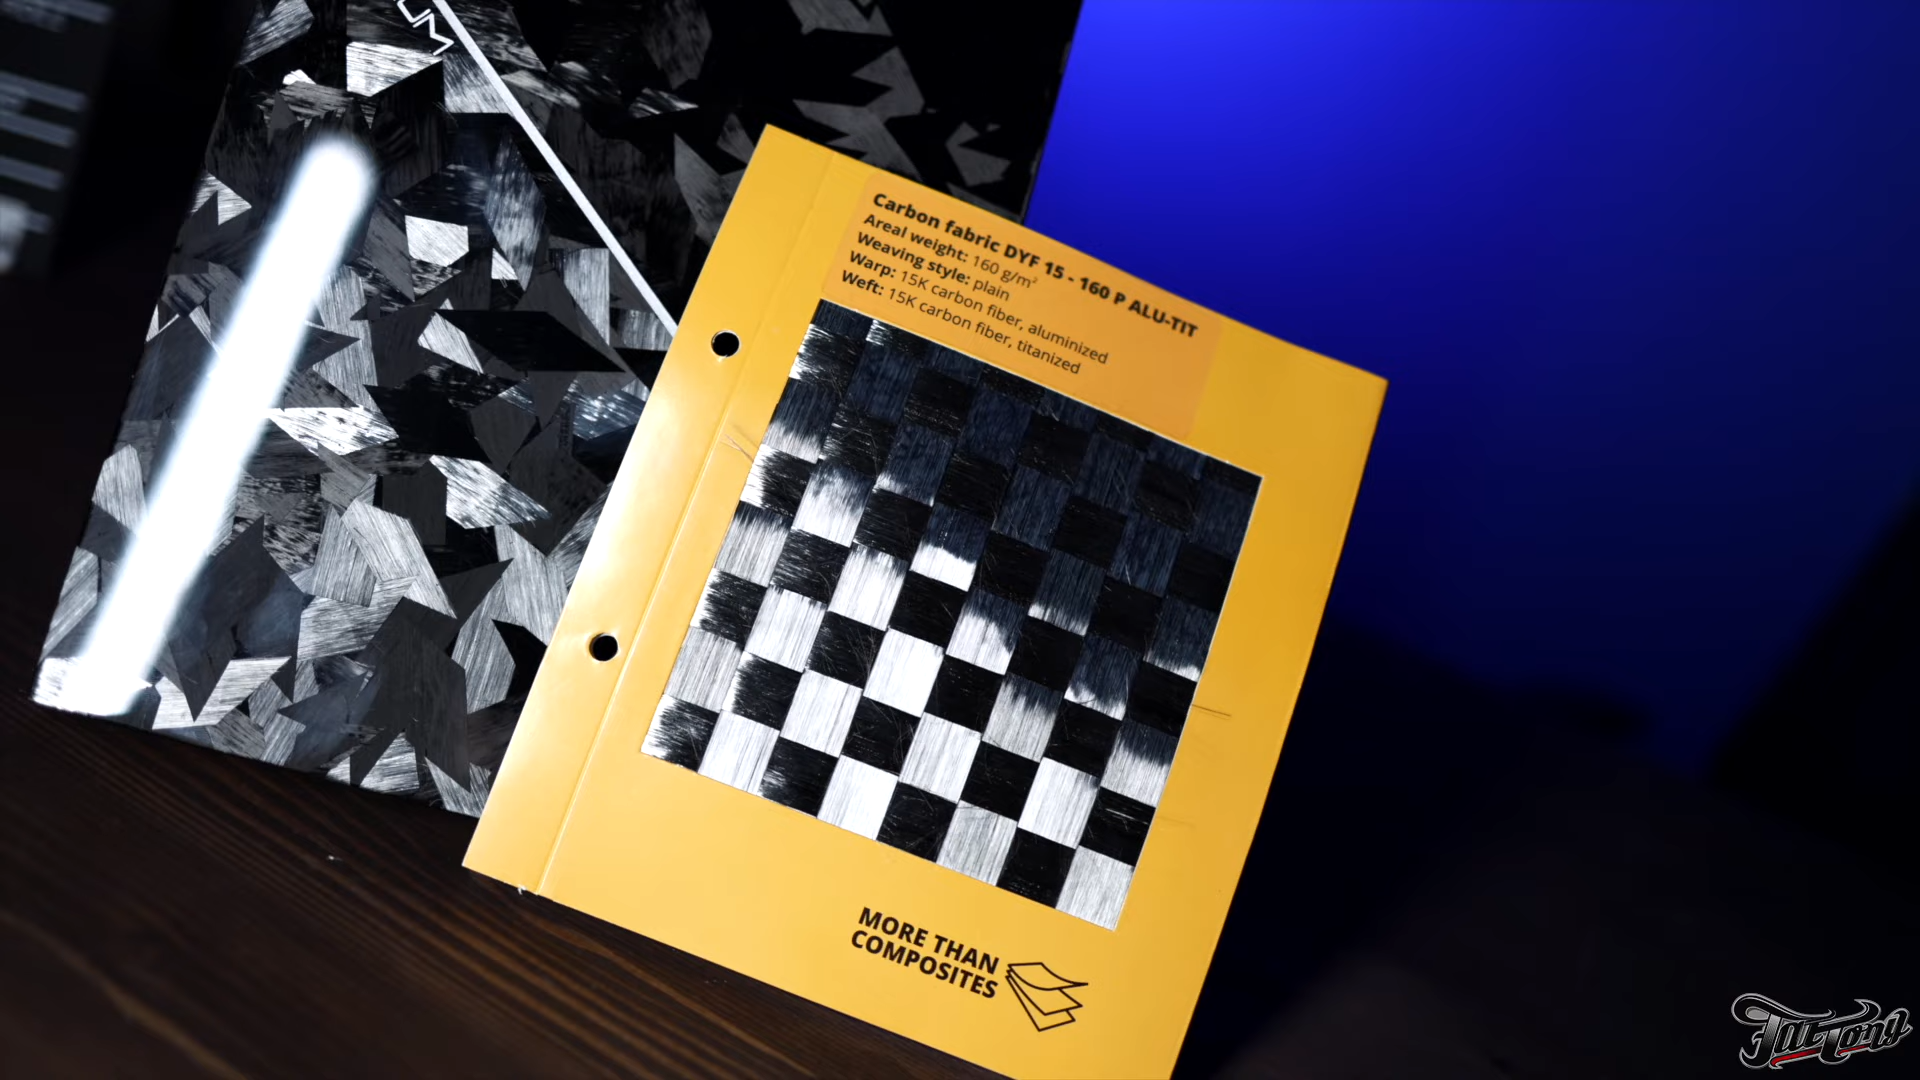 Carbon fabric DYF 15 - 160 P ALU-TIT
Areal weight: 160 g/m²
Weaving style: plain
Warp: 15K carbon fiber, aluminized
Weft: 15K carbon fiber, titanized
MORE THAN
COMPOSITES